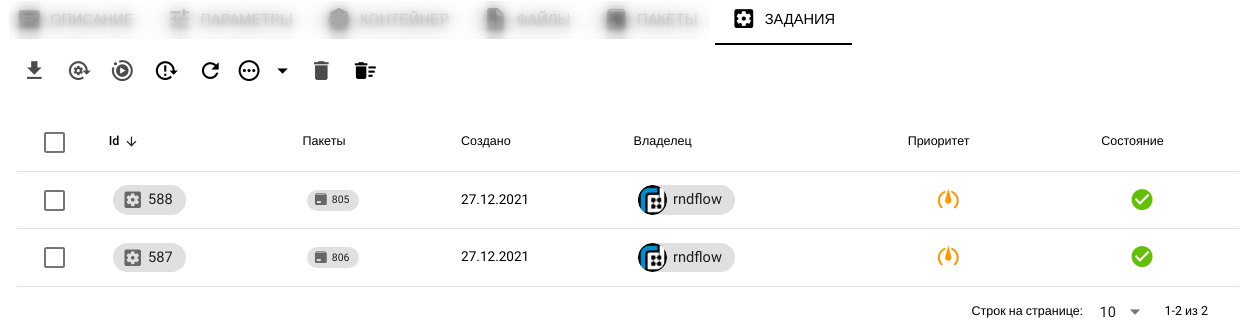 ОПИСАНИЕ ПАРАМЕТРЫ КОНТЕЙНЕР ФАЙЛЫ ПАКЕТЫ ЗАДАНИЯ
Id Пакеты Создано Владелец Приоритет Состояние
588 805 27.12.2021 rndflow
587 806 27.12.2021 rndflow
Строк на странице: 10 1-2 из 2